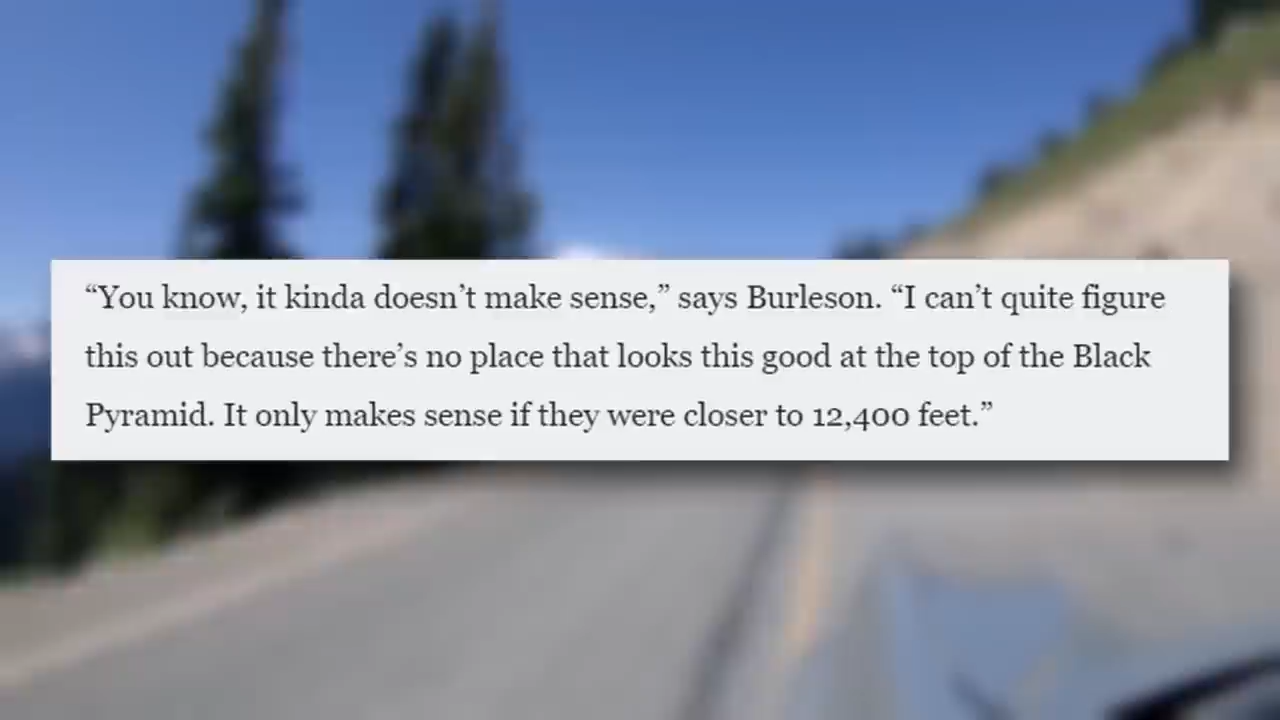 “You know, it kinda doesn’t make sense,” says Burleson. “I can’t quite figure
this out because there’s no place that looks this good at the top of the Black
Pyramid. It only makes sense if they were closer to 12,400 feet.”